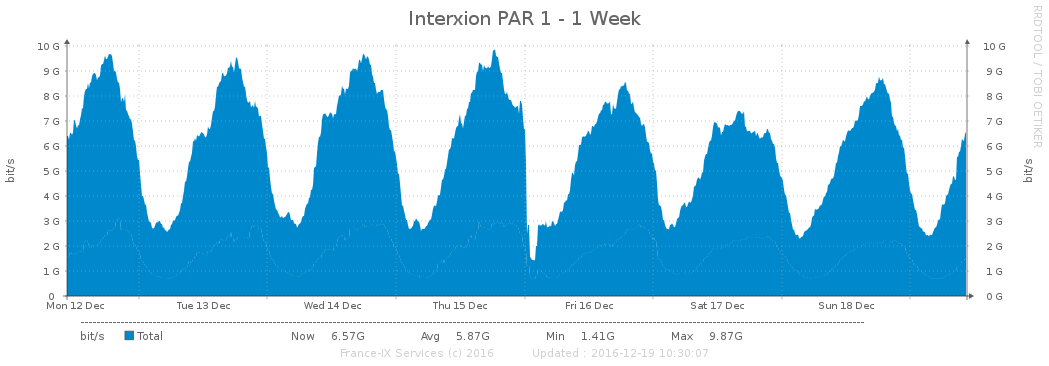 Interxion PAR 1 - 1 Week
RRDTOOL / TOBI OETIKER
bit/s
10 G
9 G
8 G
7 G
6 G
5 G
4 G
3 G
2 G
1 G
0
10 G
9 G
8 G
7 G
6 G
5 G
4 G
3 G
2 G
1 G
0 G
bit/s
Mon 12 Dec Tue 13 Dec Wed 14 Dec Thu 15 Dec Fri 16 Dec Sat 17 Dec Sun 18 Dec
bit/s Total Now 6.57G Avg 5.87G Min 1.41G Max 9.87G
France-IX Services (c) 2016 Updated : 2016-12-19 10:30:07